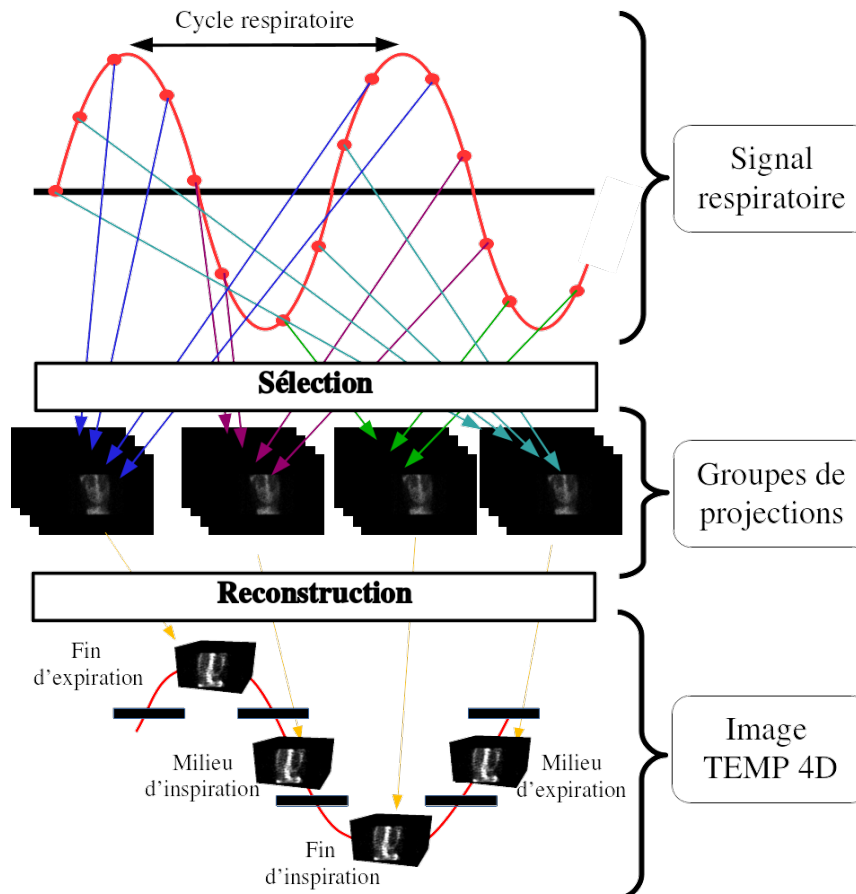 Cycle respiratoire
Signal
respiratoire
Sélection
Groupes de
projections
Reconstruction
Fin
d'expiration
Milieu
d'inspiration
Milieu
d'expiration
Fin
d'inspiration
Image
TEMP 4D